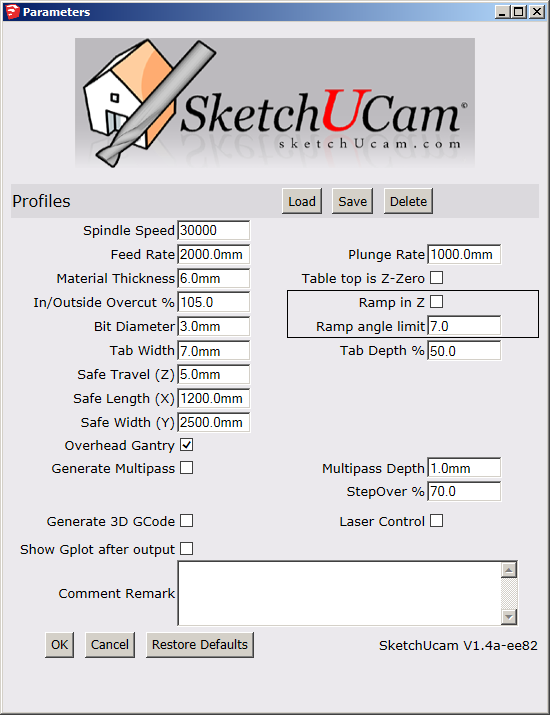 Parameters
SketchUCam©
sketchUcam.com
Profiles Load Save Delete
Spindle Speed 30000
Feed Rate 2000.0mm Plunge Rate 1000.0mm
Material Thickness 6.0mm Table top is Z-Zero
In/Outside Overcut % 105.0 Ramp in Z
Bit Diameter 3.0mm Ramp angle limit 7.0
Tab Width 7.0mm Tab Depth % 50.0
Safe Travel (Z) 5.0mm
Safe Length (X) 1200.0mm
Safe Width (Y) 2500.0mm
Overhead Gantry
Generate Multipass Multipass Depth 1.0mm
StepOver % 70.0
Generate 3D GCode Laser Control
Show Gplot after output
Comment Remark
OK Cancel Restore Defaults SketchUcam V1.4a-ee82